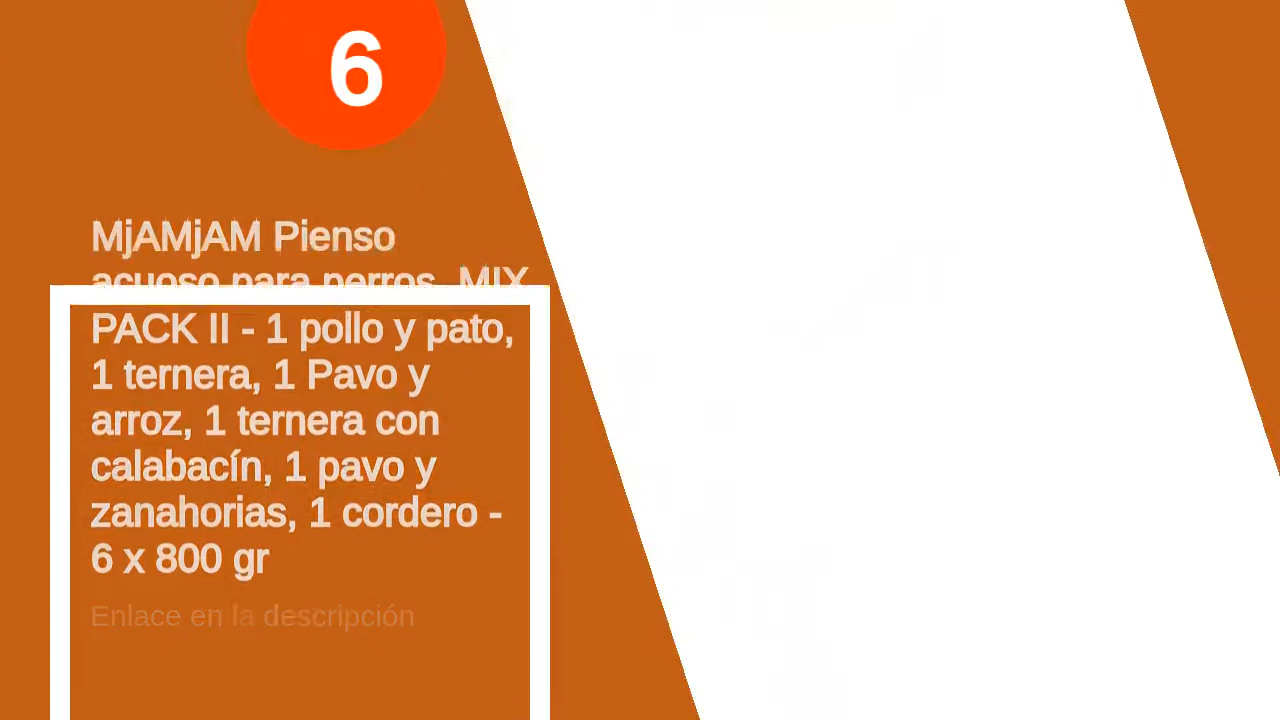 6
MjAMjAM Pienso
acuoso para perros, MIX
PACK II - 1 pollo y pato,
1 ternera, 1 Pavo y
arroz, 1 ternera con
calabacín, 1 pavo y
zanahorias, 1 cordero -
6 x 800 gr
Enlace en la descripción